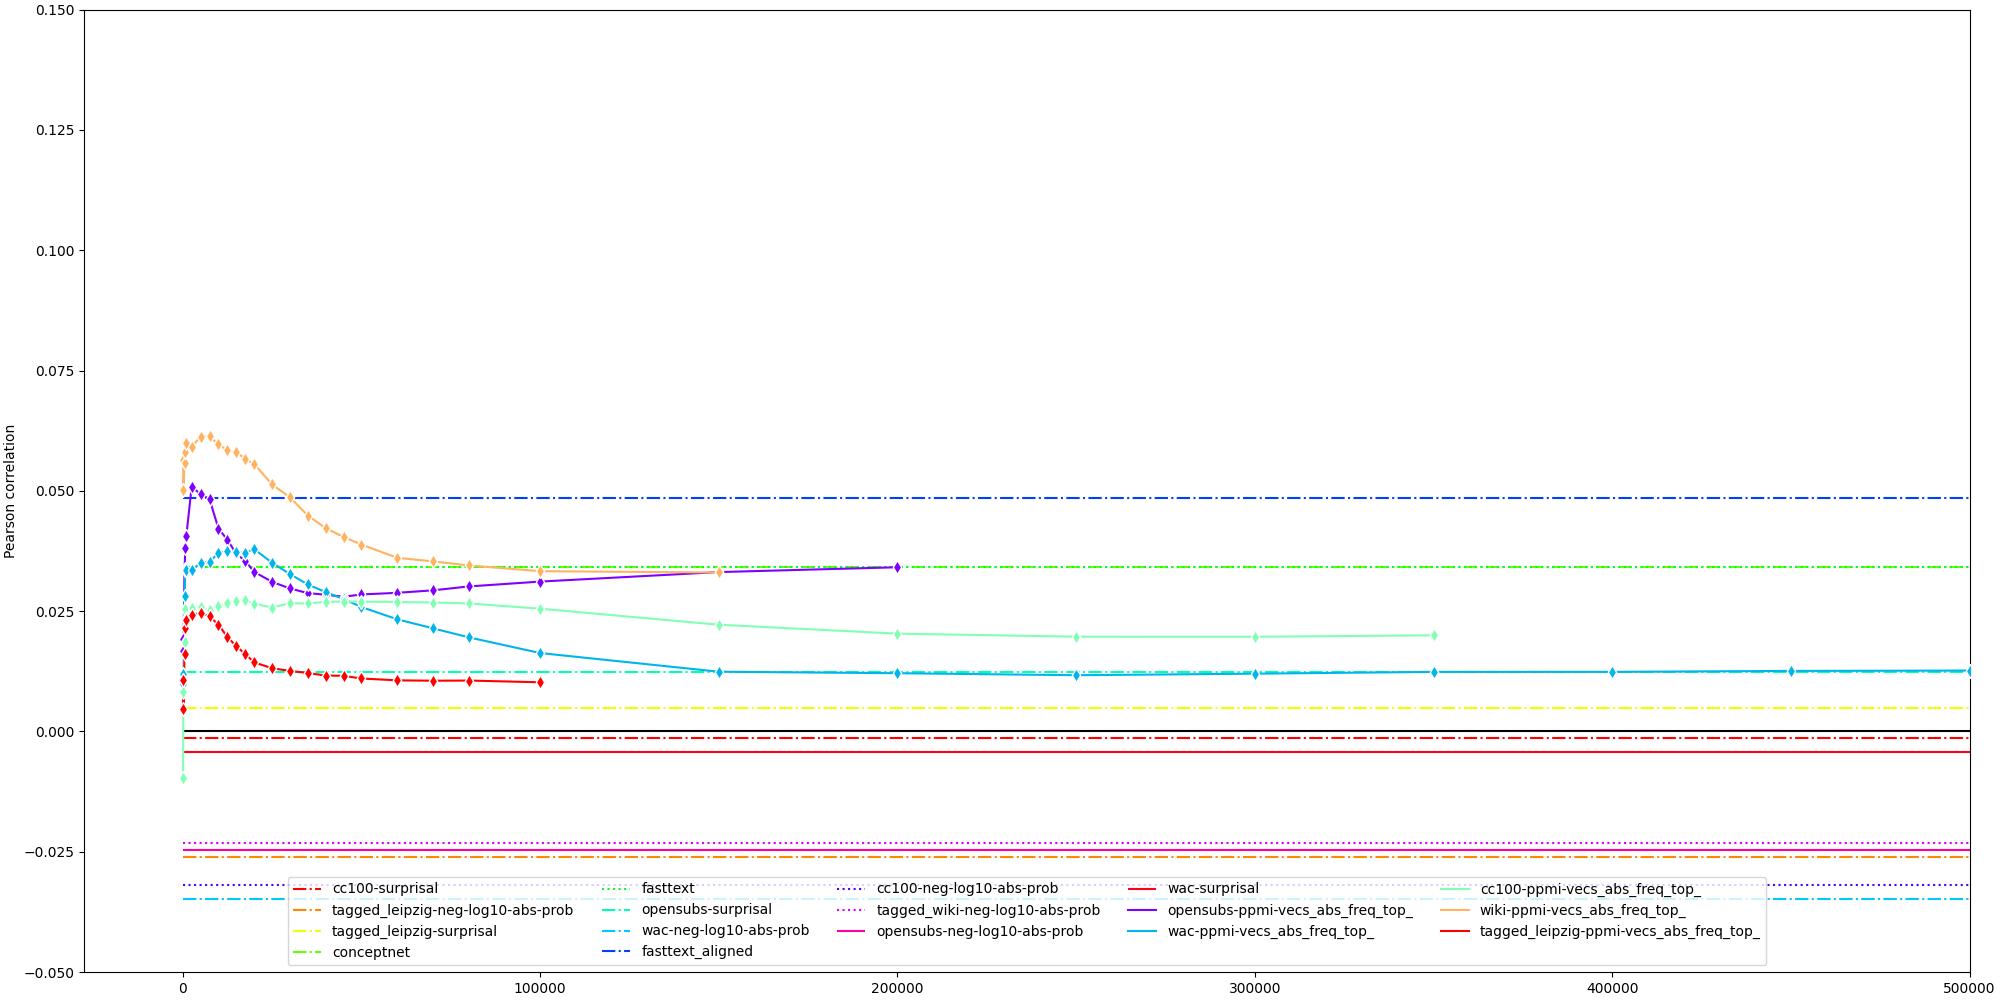 0.150
0.125
0.100
0.075
0.050
0.025
0.000
−0.025
−0.050
Pearson correlation
cc100-surprisal
tagged_leipzig-neg-log10-abs-prob
tagged_leipzig-surprisal
conceptnet
fasttext
opensubs-surprisal
wac-neg-log10-abs-prob
fasttext_aligned
cc100-neg-log10-abs-prob
tagged_wiki-neg-log10-abs-prob
opensubs-neg-log10-abs-prob
wac-surprisal
opensubs-ppmi-vecs_abs_freq_top_
wac-ppmi-vecs_abs_freq_top_
cc100-ppmi-vecs_abs_freq_top_
wiki-ppmi-vecs_abs_freq_top_
tagged_leipzig-ppmi-vecs_abs_freq_top_
0
100000
200000
300000
400000
500000